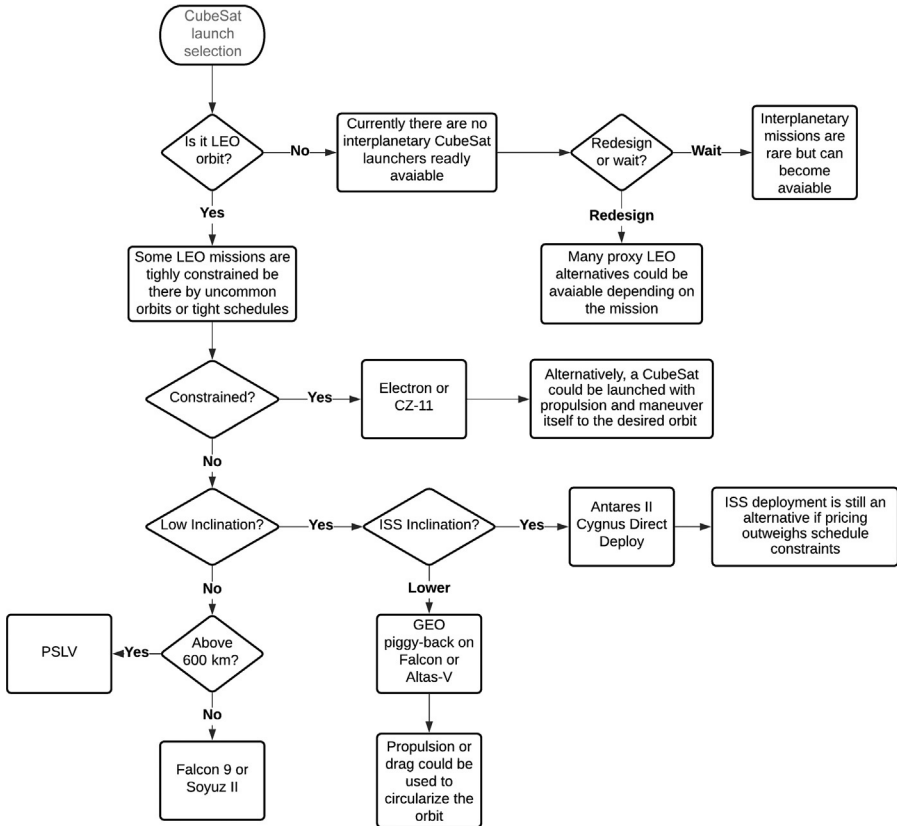 CubeSat
launch
selection
Is it LEO
orbit?
No
Currently there are no
interplanetary CubeSat
launchers readly
avaiable
Redesign
or wait?
Wait
Interplanetary
missions are
rare but can
become
avaiable
Yes
Redesign
Some LEO missions are
tighly constrained be
there by uncommon
orbits or tight schedules
Many proxy LEO
alternatives could be
avaiable depending on
the mission
Constrained?
Yes
Electron or
CZ-11
Alternatively, a CubeSat
could be launched with
propulsion and maneuver
itself to the desired orbit
No
Low Inclination?
Yes
ISS Inclination?
Yes
Antares II
Cygnus Direct
Deploy
ISS deployment is still an
alternative if pricing
outweighs schedule
constraints
No
Lower
PSLV
Yes
Above
600 km?
GEO
piggy-back on
Falcon or
Altas-V
No
Falcon 9 or
Soyuz II
Propulsion or
drag could be
used to
circularize the
orbit